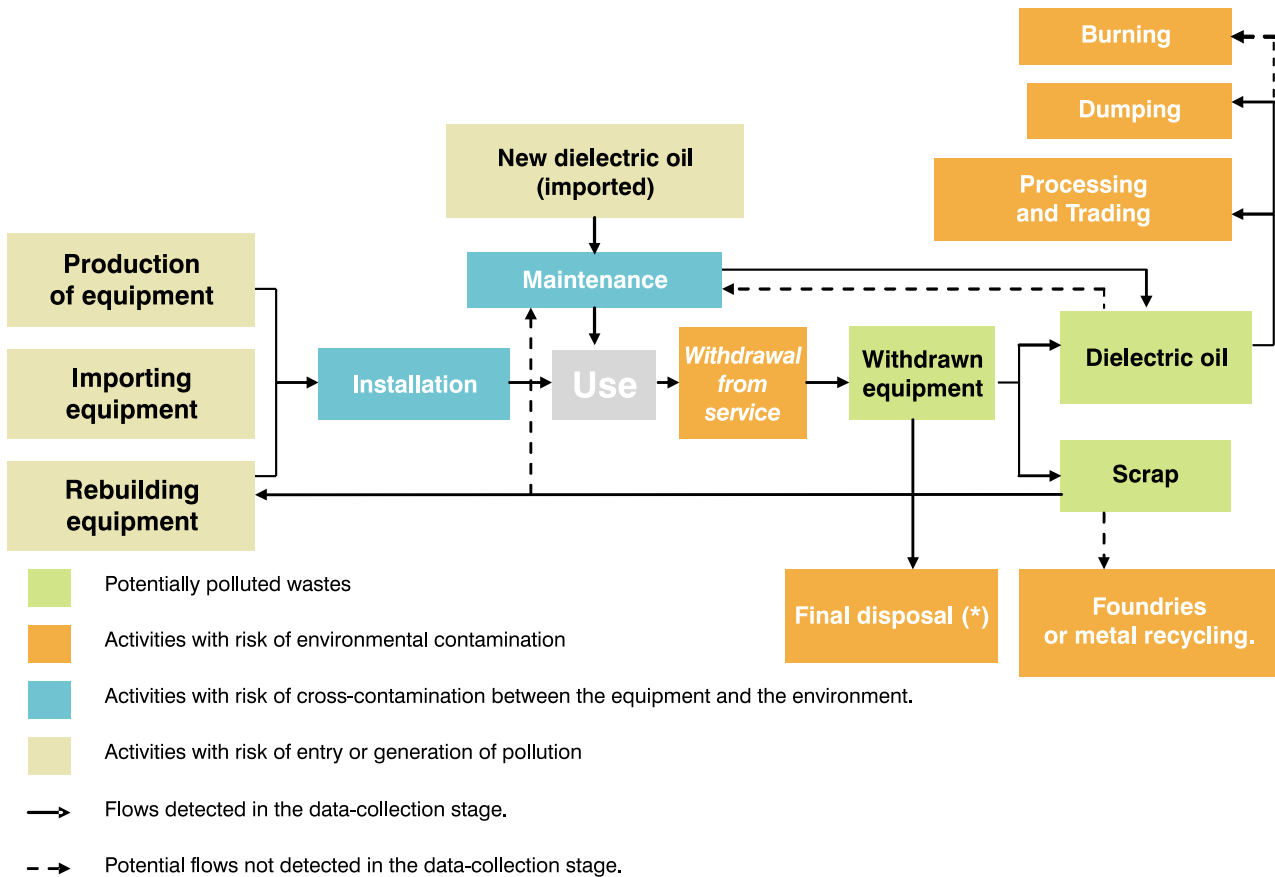 Burning
Dumping
New dielectric oil
(imported)
Processing
and Trading
Production
of equipment
Maintenance
Importing
equipment
Installation
Use
Withdrawal
from
service
Withdrawn
equipment
Dielectric oil
Rebuilding
equipment
Scrap
Final disposal (*)
Foundries
or metal recycling.
Potentially polluted wastes
Activities with risk of environmental contamination
Activities with risk of cross-contamination between the equipment and the environment.
Activities with risk of entry or generation of pollution
Flows detected in the data-collection stage.
Potential flows not detected in the data-collection stage.